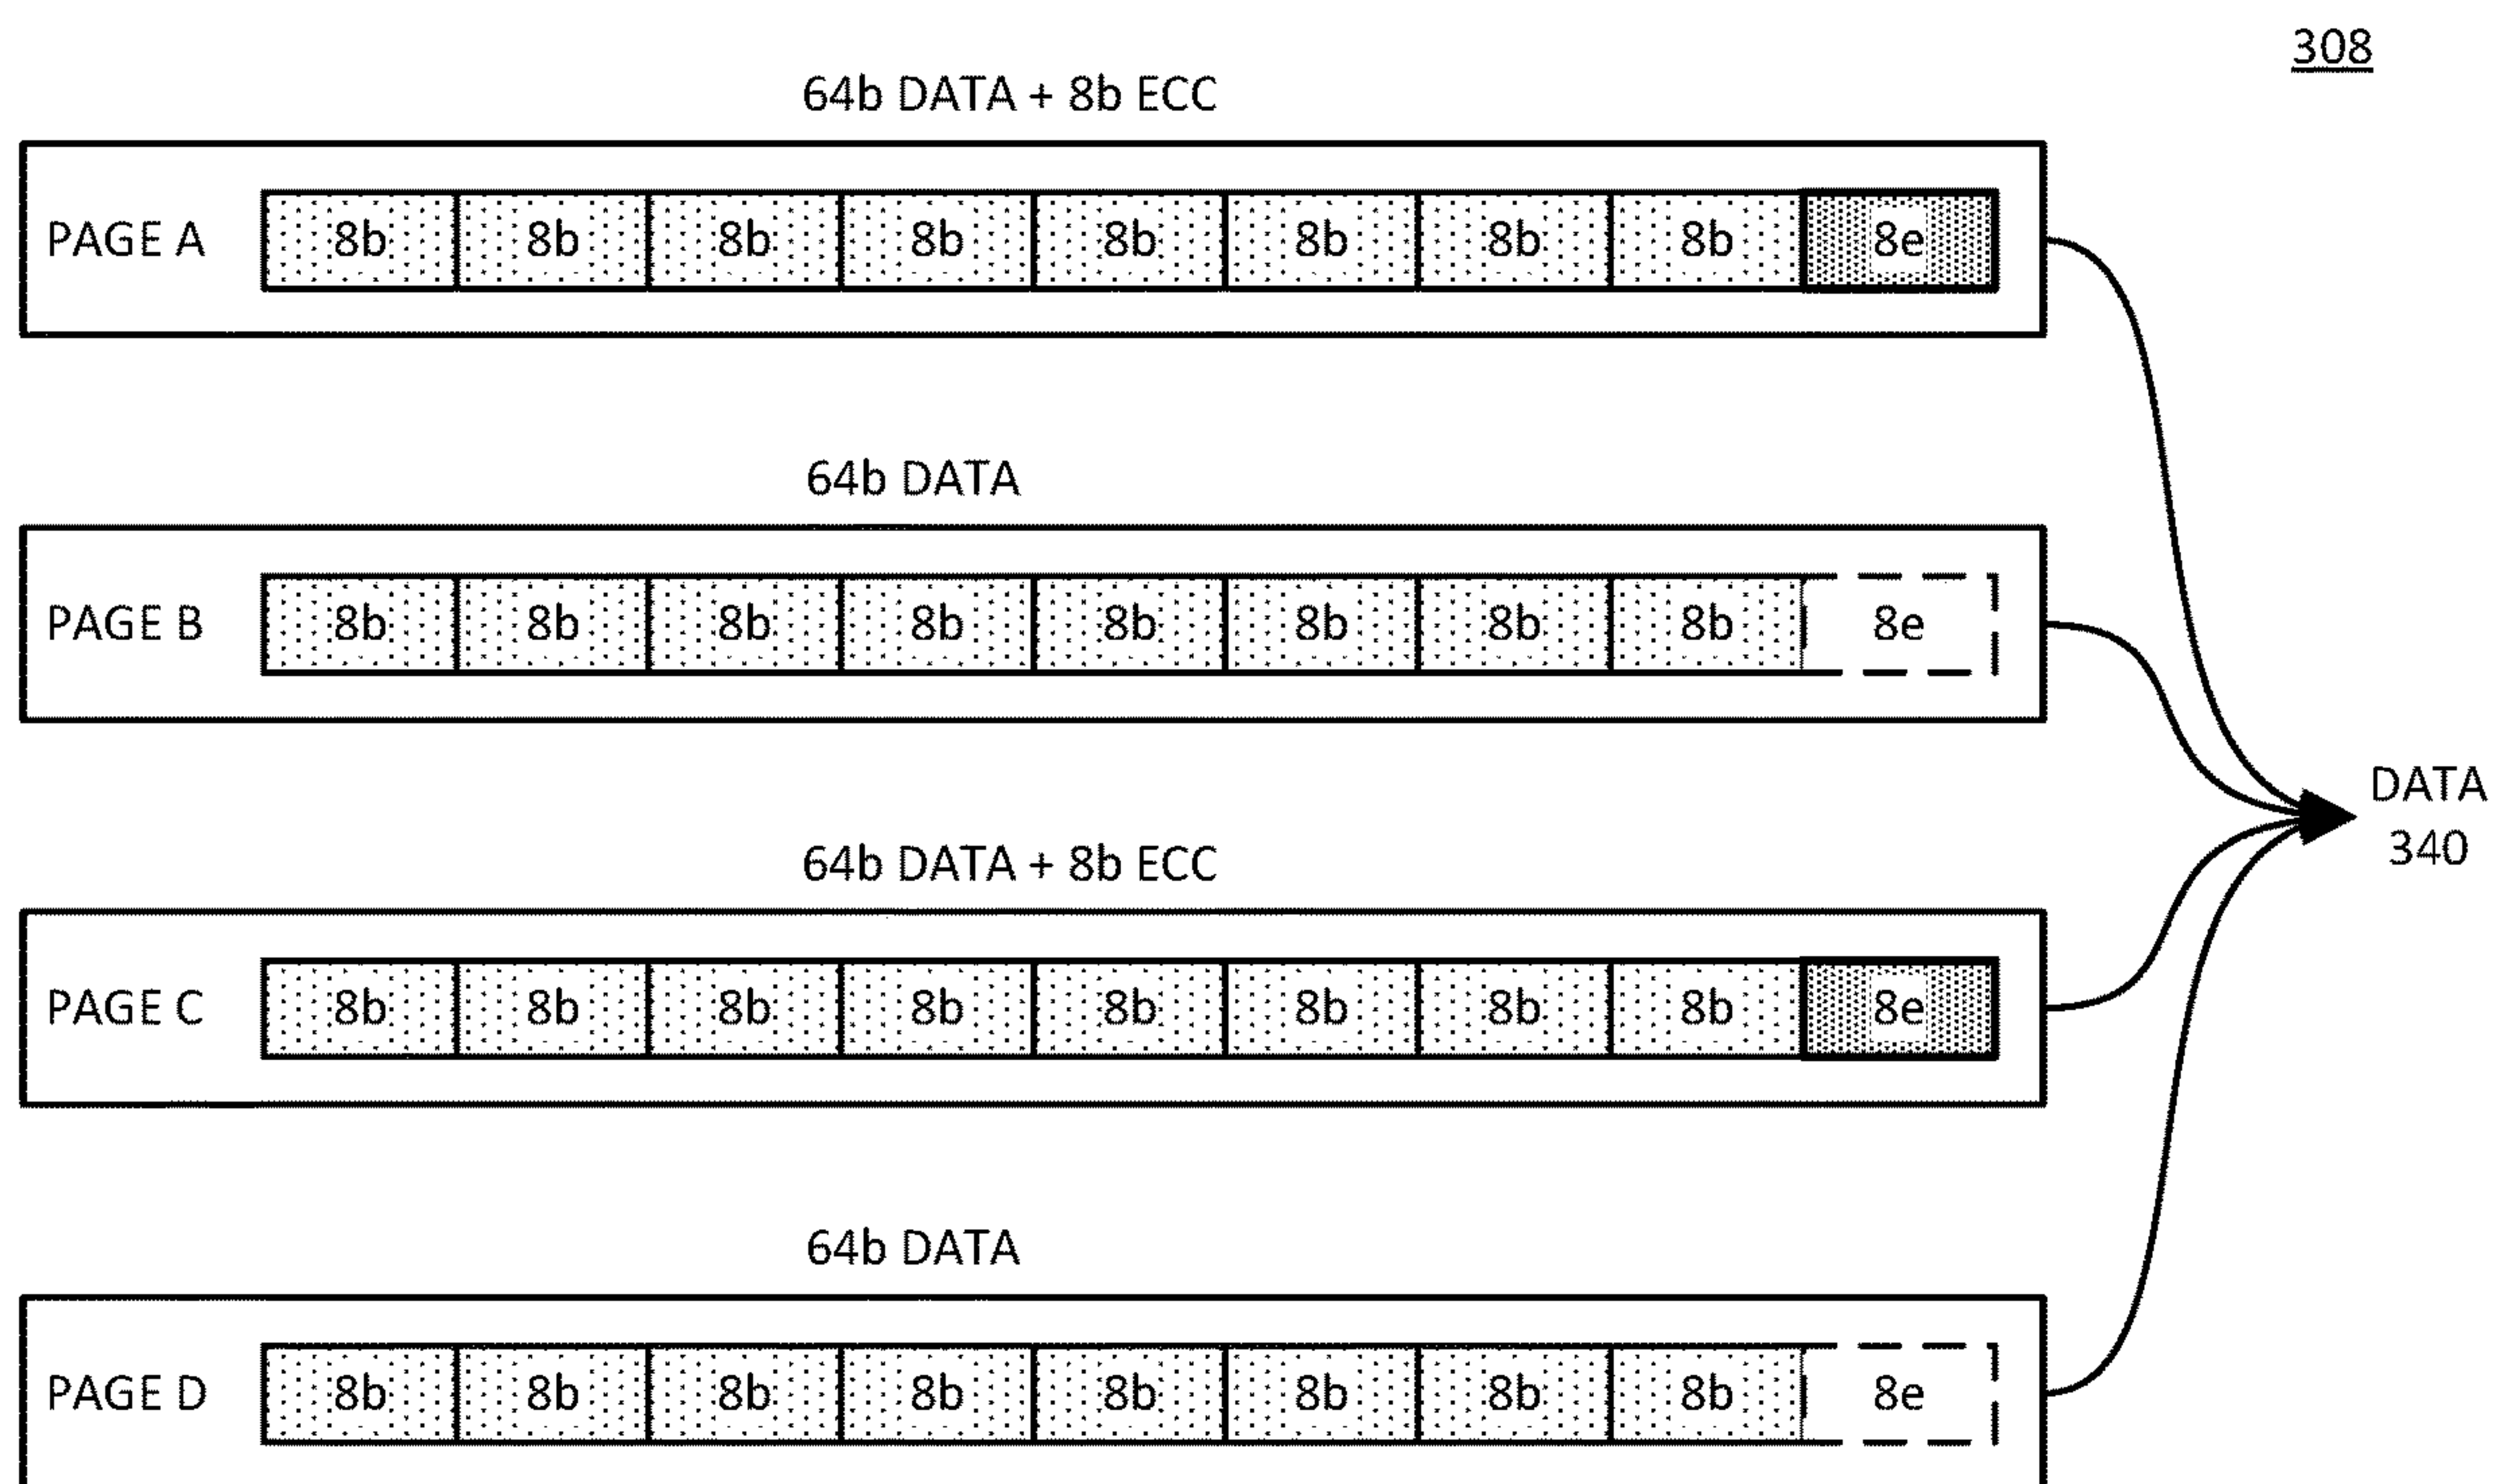 308
64b DATA + 8b ECC
PAGE A 8b 8b 8b 8b 8b 8b 8b 8b 8e
64b DATA
PAGE B 8b 8b 8b 8b 8b 8b 8b 8b 8e
DATA
340
64b DATA + 8b ECC
PAGE C 8b 8b 8b 8b 8b 8b 8b 8b 8e
64b DATA
PAGE D 8b 8b 8b 8b 8b 8b 8b 8b 8e